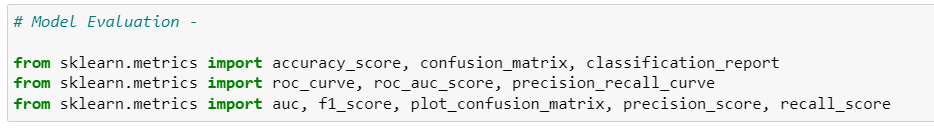 # Model Evaluation -
from sklearn.metrics import accuracy_score, confusion_matrix, classification_report
from sklearn.metrics import roc_curve, roc_auc_score, precision_recall_curve
from sklearn.metrics import auc, f1_score, plot_confusion_matrix, precision_score, recall_score